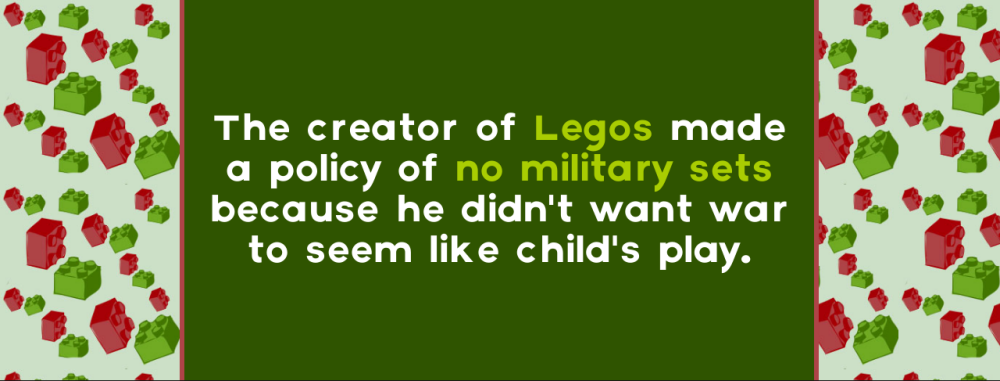 The creator of Legos made
a policy of no military sets
because he didn't want war
to seem like child's play.